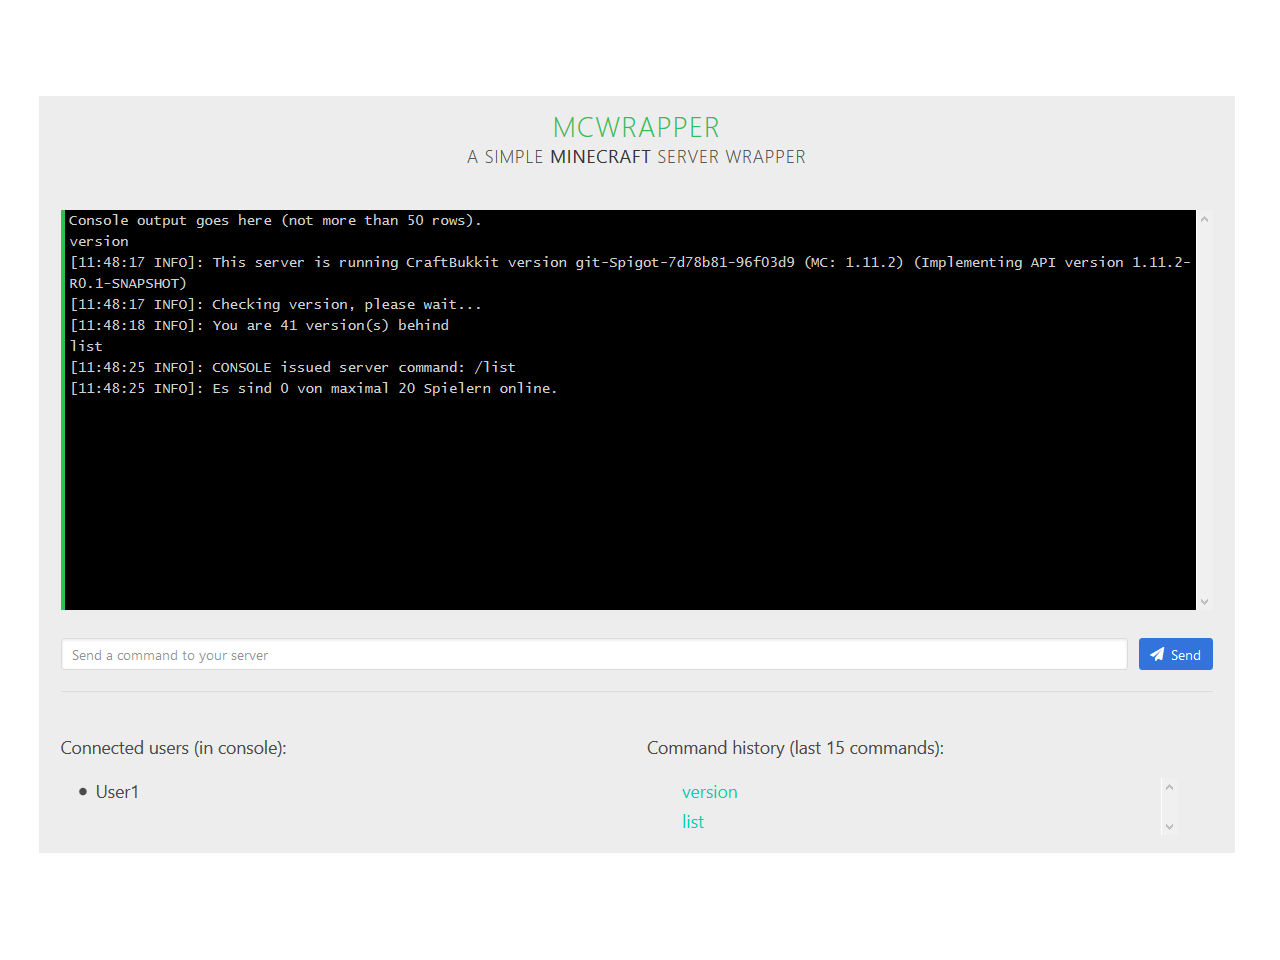 MCWRAPPER
A SIMPLE MINECRAFT SERVER WRAPPER
Console output goes here (not more than 50 rows).
version
[11:48:17 INFO]: This server is running CraftBukkit version git-Spigot-7d78b81-96f03d9 (MC: 1.11.2) (Implementing API version 1.11.2-
R0.1-SNAPSHOT)
[11:48:17 INFO]: Checking version, please wait...
[11:48:18 INFO]: You are 41 version(s) behind
list
[11:48:25 INFO]: CONSOLE issued server command: /list
[11:48:25 INFO]: Es sind 0 von maximal 20 Spielern online.
Send a command to your server
Send
Connected users (in console):
User1
Command history (last 15 commands):
version
list